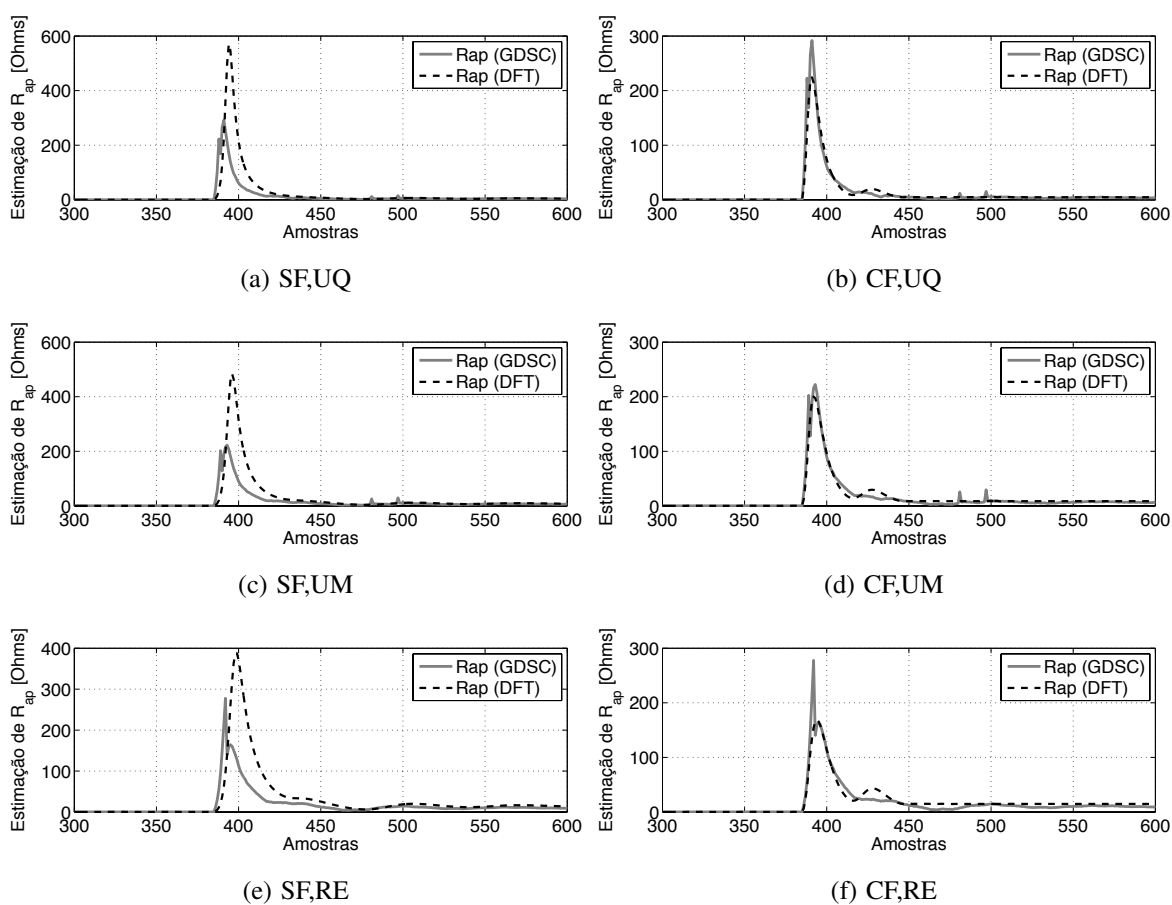 Estimação de Rap [Ohms]
600
400
200
0
300 350 400 450 500 550 600
Amostras
Rap (GDSC)
Rap (DFT)
(a) SF,UQ
Estimação de Rap [Ohms]
300
200
100
0
300 350 400 450 500 550 600
Amostras
Rap (GDSC)
Rap (DFT)
(b) CF,UQ
Estimação de Rap [Ohms]
600
400
200
0
300 350 400 450 500 550 600
Amostras
Rap (GDSC)
Rap (DFT)
(c) SF,UM
Estimação de Rap [Ohms]
300
200
100
0
300 350 400 450 500 550 600
Amostras
Rap (GDSC)
Rap (DFT)
(d) CF,UM
Estimação de Rap [Ohms]
400
300
200
100
0
300 350 400 450 500 550 600
Amostras
Rap (GDSC)
Rap (DFT)
(e) SF,RE
Estimação de Rap [Ohms]
300
200
100
0
300 350 400 450 500 550 600
Amostras
Rap (GDSC)
Rap (DFT)
(f) CF,RE